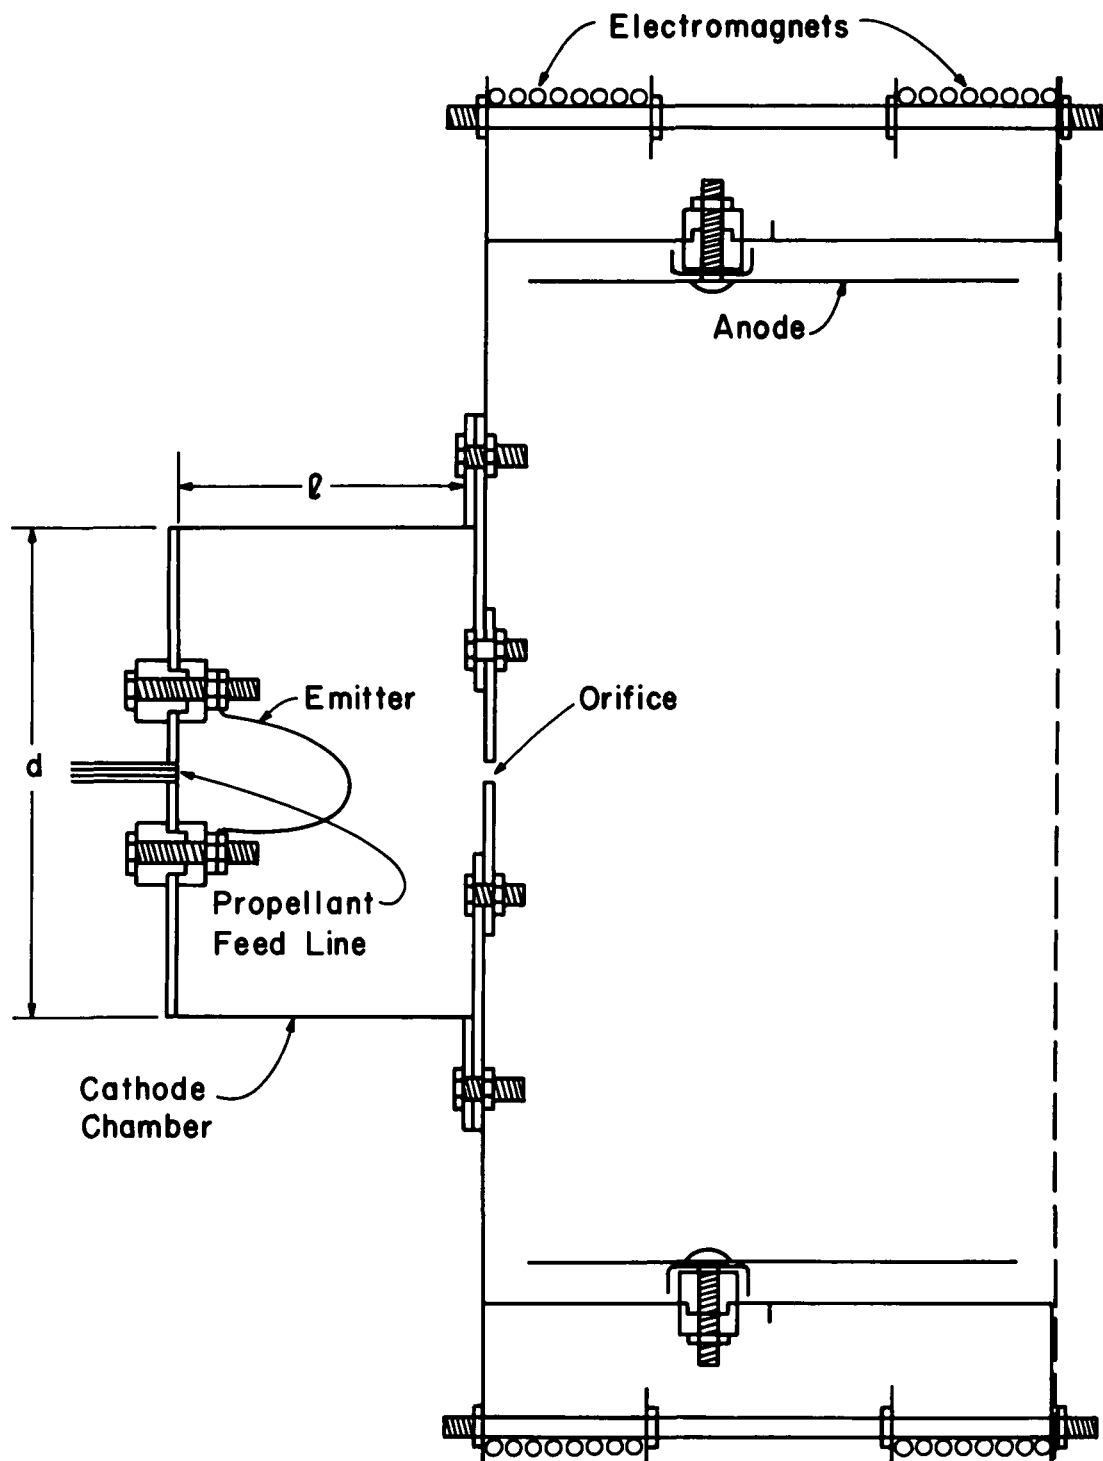 Electromagnets
Anode
ℓ
Emitter
Orifice
d
Propellant
Feed Line
Cathode
Chamber